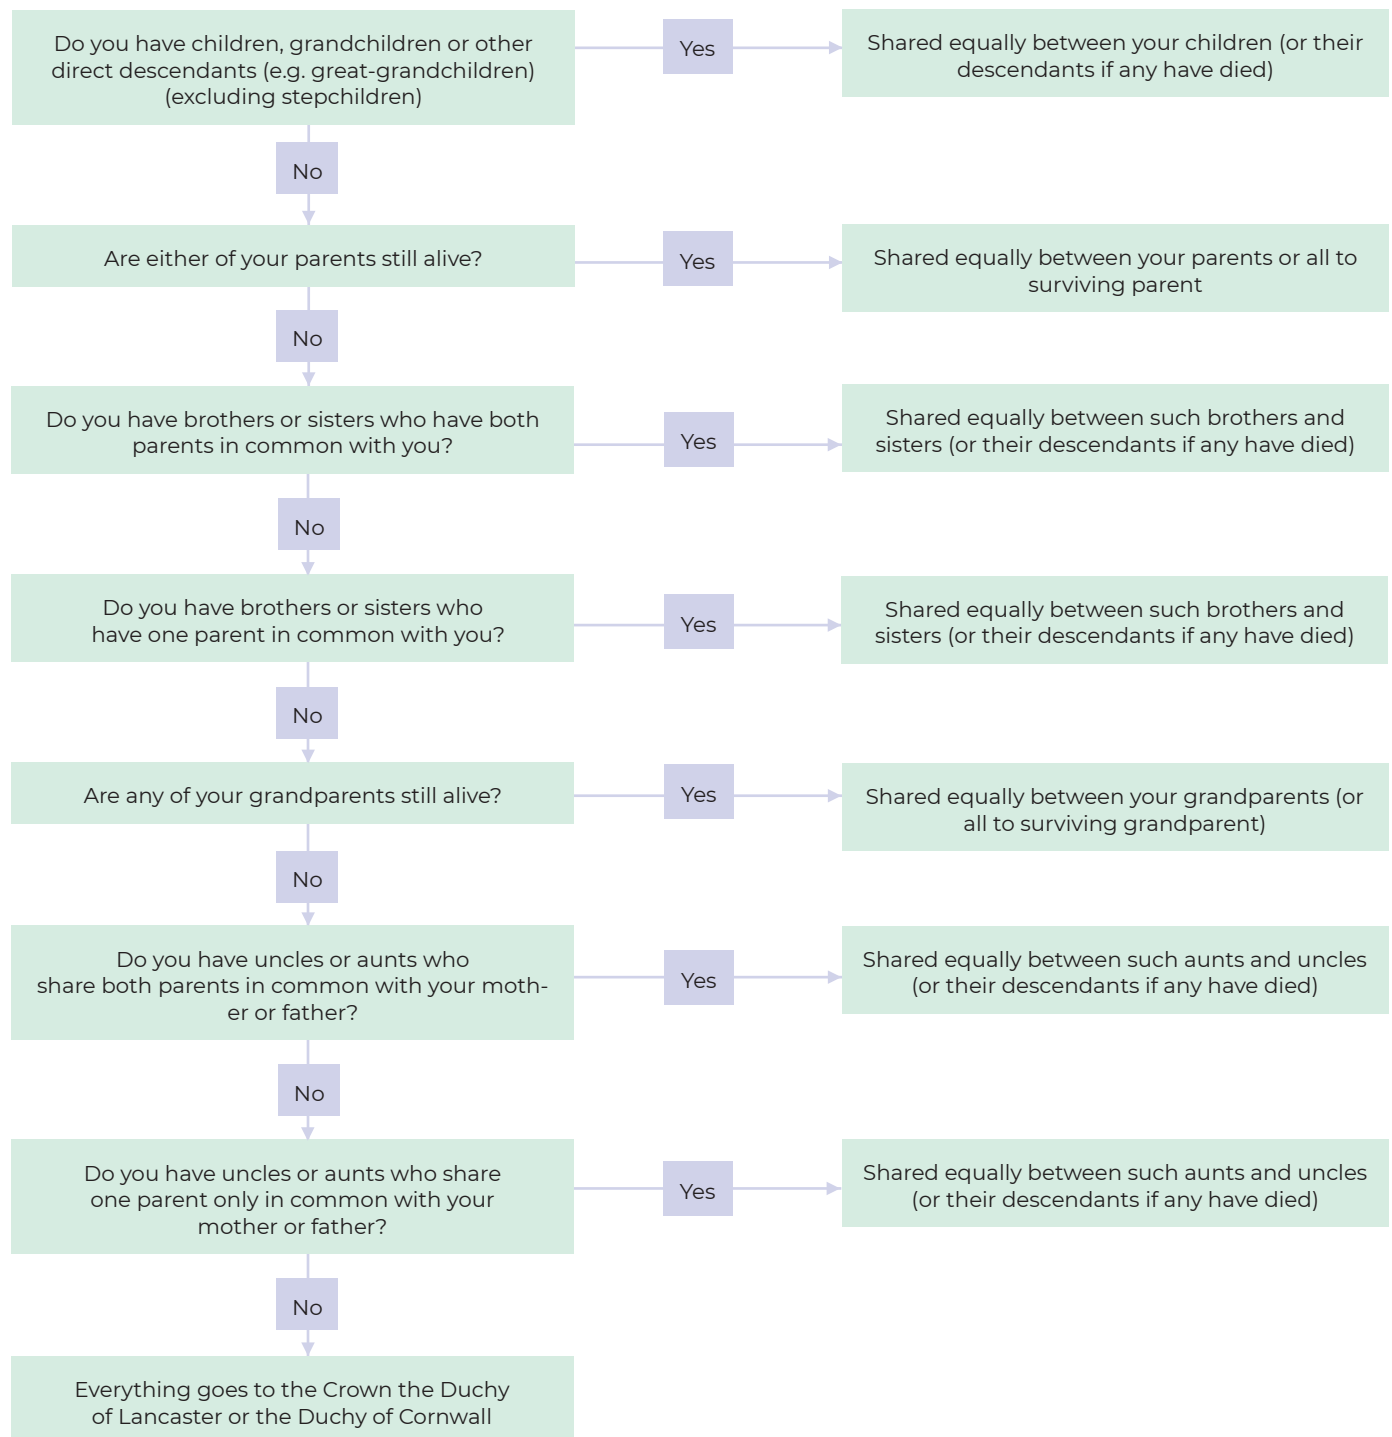 Do you have children, grandchildren or other
direct descendants (e.g. great-grandchildren)
(excluding stepchildren)
Yes
Shared equally between your children (or their
descendants if any have died)
No
Are either of your parents still alive?
Yes
Shared equally between your parents or all to
surviving parent
No
Do you have brothers or sisters who have both
parents in common with you?
Yes
Shared equally between such brothers and
sisters (or their descendants if any have died)
No
Do you have brothers or sisters who
have one parent in common with you?
Yes
Shared equally between such brothers and
sisters (or their descendants if any have died)
No
Are any of your grandparents still alive?
Yes
Shared equally between your grandparents (or
all to surviving grandparent)
No
Do you have uncles or aunts who
share both parents in common with your moth-
er or father?
Yes
Shared equally between such aunts and uncles
(or their descendants if any have died)
No
Do you have uncles or aunts who share
one parent only in common with your
mother or father?
Yes
Shared equally between such aunts and uncles
(or their descendants if any have died)
No
Everything goes to the Crown the Duchy
of Lancaster or the Duchy of Cornwall